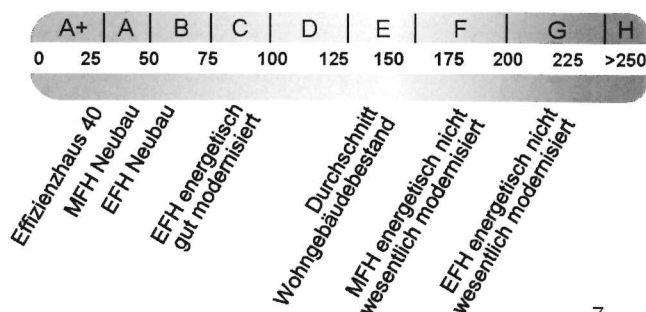 A+ A B C D E F G H
0 25 50 75 100 125 150 175 200 225 >250
Effizienzhaus 40
MFH Neubau
EFH Neubau
EFH energetisch
gut modernisiert
Durchschnitt
Wohngebäudebestand
MFH energetisch nicht
wesentlich modernisiert
EFH energetisch nicht
wesentlich modernisiert
7